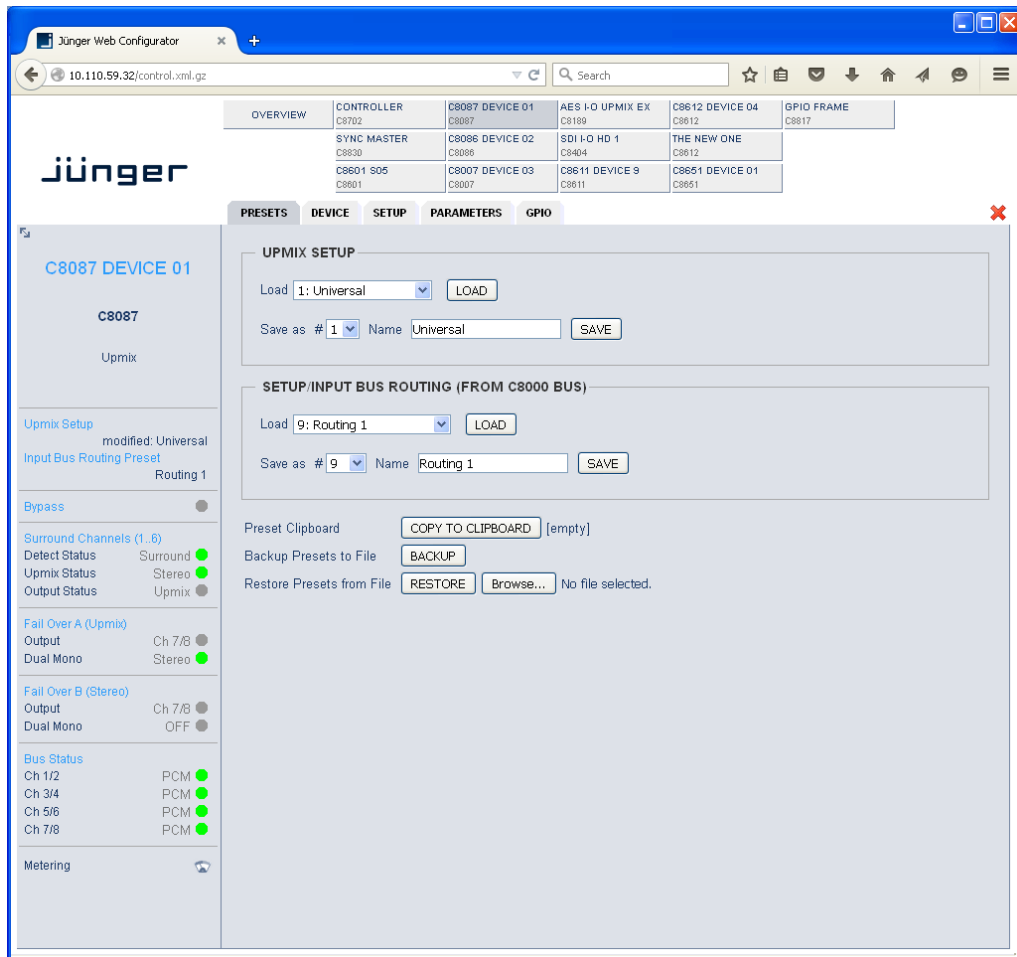 Jünger Web Configurator × +
10.110.59.32/control.xml.gz Search
OVERVIEW CONTROLLER C8087 DEVICE 01 AES I-O UPMIX EX C8612 DEVICE 04 GPIO FRAME
C8702 C8087 C8189 C8612 C8817
SYNC MASTER C8086 DEVICE 02 SDI I-O HD 1 THE NEW ONE
C8830 C8086 C8404 C8612
C8601 S05 C8007 DEVICE 03 C8611 DEVICE 9 C8651 DEVICE 01
C8601 C8007 C8611 C8651
jünger
PRESETS DEVICE SETUP PARAMETERS GPIO
C8087 DEVICE 01
C8087
Upmix
Upmix Setup
modified: Universal
Input Bus Routing Preset
Routing 1
Bypass
Surround Channels (1..6)
Detect Status Surround
Upmix Status Stereo
Output Status Upmix
Fail Over A (Upmix)
Output Ch 7/8
Dual Mono Stereo
Fail Over B (Stereo)
Output Ch 7/8
Dual Mono OFF
Bus Status
Ch 1/2 PCM
Ch 3/4 PCM
Ch 5/6 PCM
Ch 7/8 PCM
Metering
UPMIX SETUP
Load 1: Universal LOAD
Save as # 1 Name Universal SAVE
SETUP/INPUT BUS ROUTING (FROM C8000 BUS)
Load 9: Routing 1 LOAD
Save as # 9 Name Routing 1 SAVE
Preset Clipboard COPY TO CLIPBOARD [empty]
Backup Presets to File BACKUP
Restore Presets from File RESTORE Browse... No file selected.